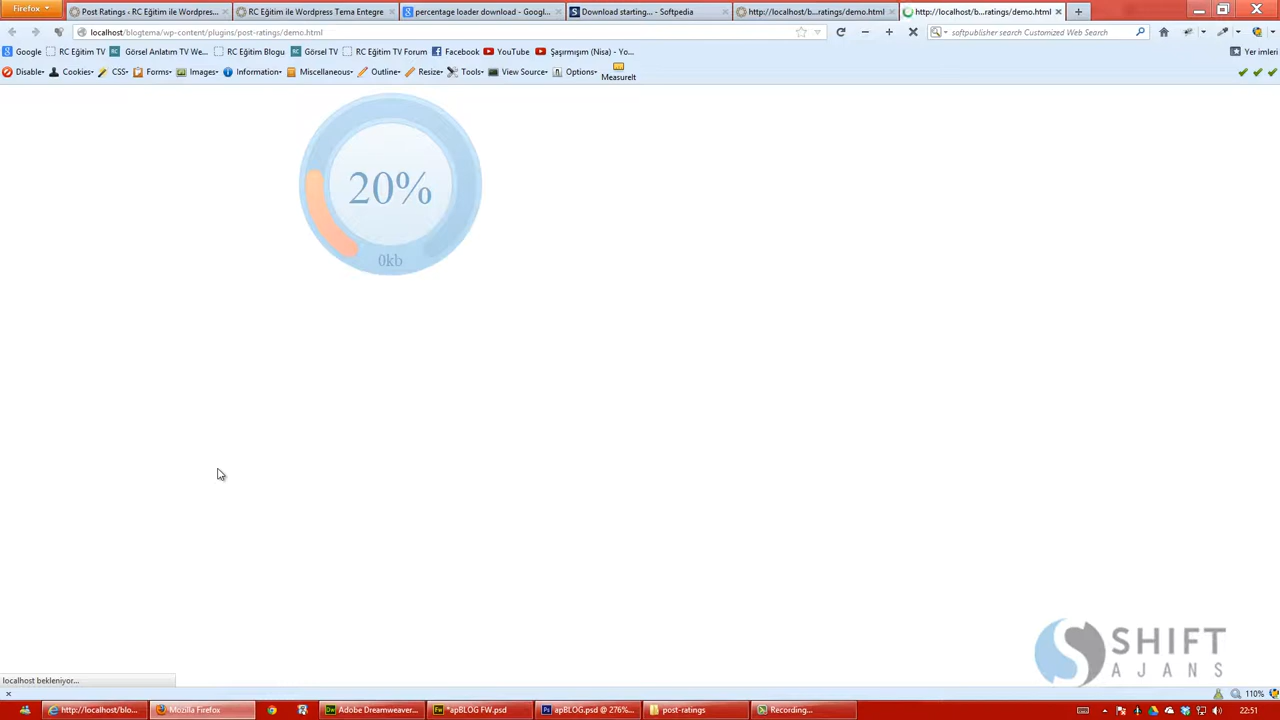 Firefox
Post Ratings ‹ RC Eğitim ile Wordpres...
RC Eğitim ile Wordpress Tema Entegre
percentage loader download - Googl...
Download starting... - Softpedia
http://localhost/b...ratings/demo.html
http://localhost/b...ratings/demo.html
localhost/blogtema/wp-content/plugins/post-ratings/demo.html
softpublisher search Customized Web Search
Google
RC Eğitim TV
Görsel Anlatım TV We...
RC Eğitim Blogu
Görsel TV
RC Eğitim TV Forum
Facebook
YouTube
Şaşırmışım (Nisa) - Yo...
Yer imleri
Disable
Cookies
CSS
Forms
Images
Information
Miscellaneous
Outline
Resize
Tools
View Source
Options
MeasureIt
20%
0kb
SHIFT
AJANS
localhost bekleniyor...
110%
http://localhost/blo...
Mozilla Firefox
Adobe Dreamweaver...
*apBLOG FW.psd
apBLOG.psd @ 276%...
post-ratings
Recording...
22:51